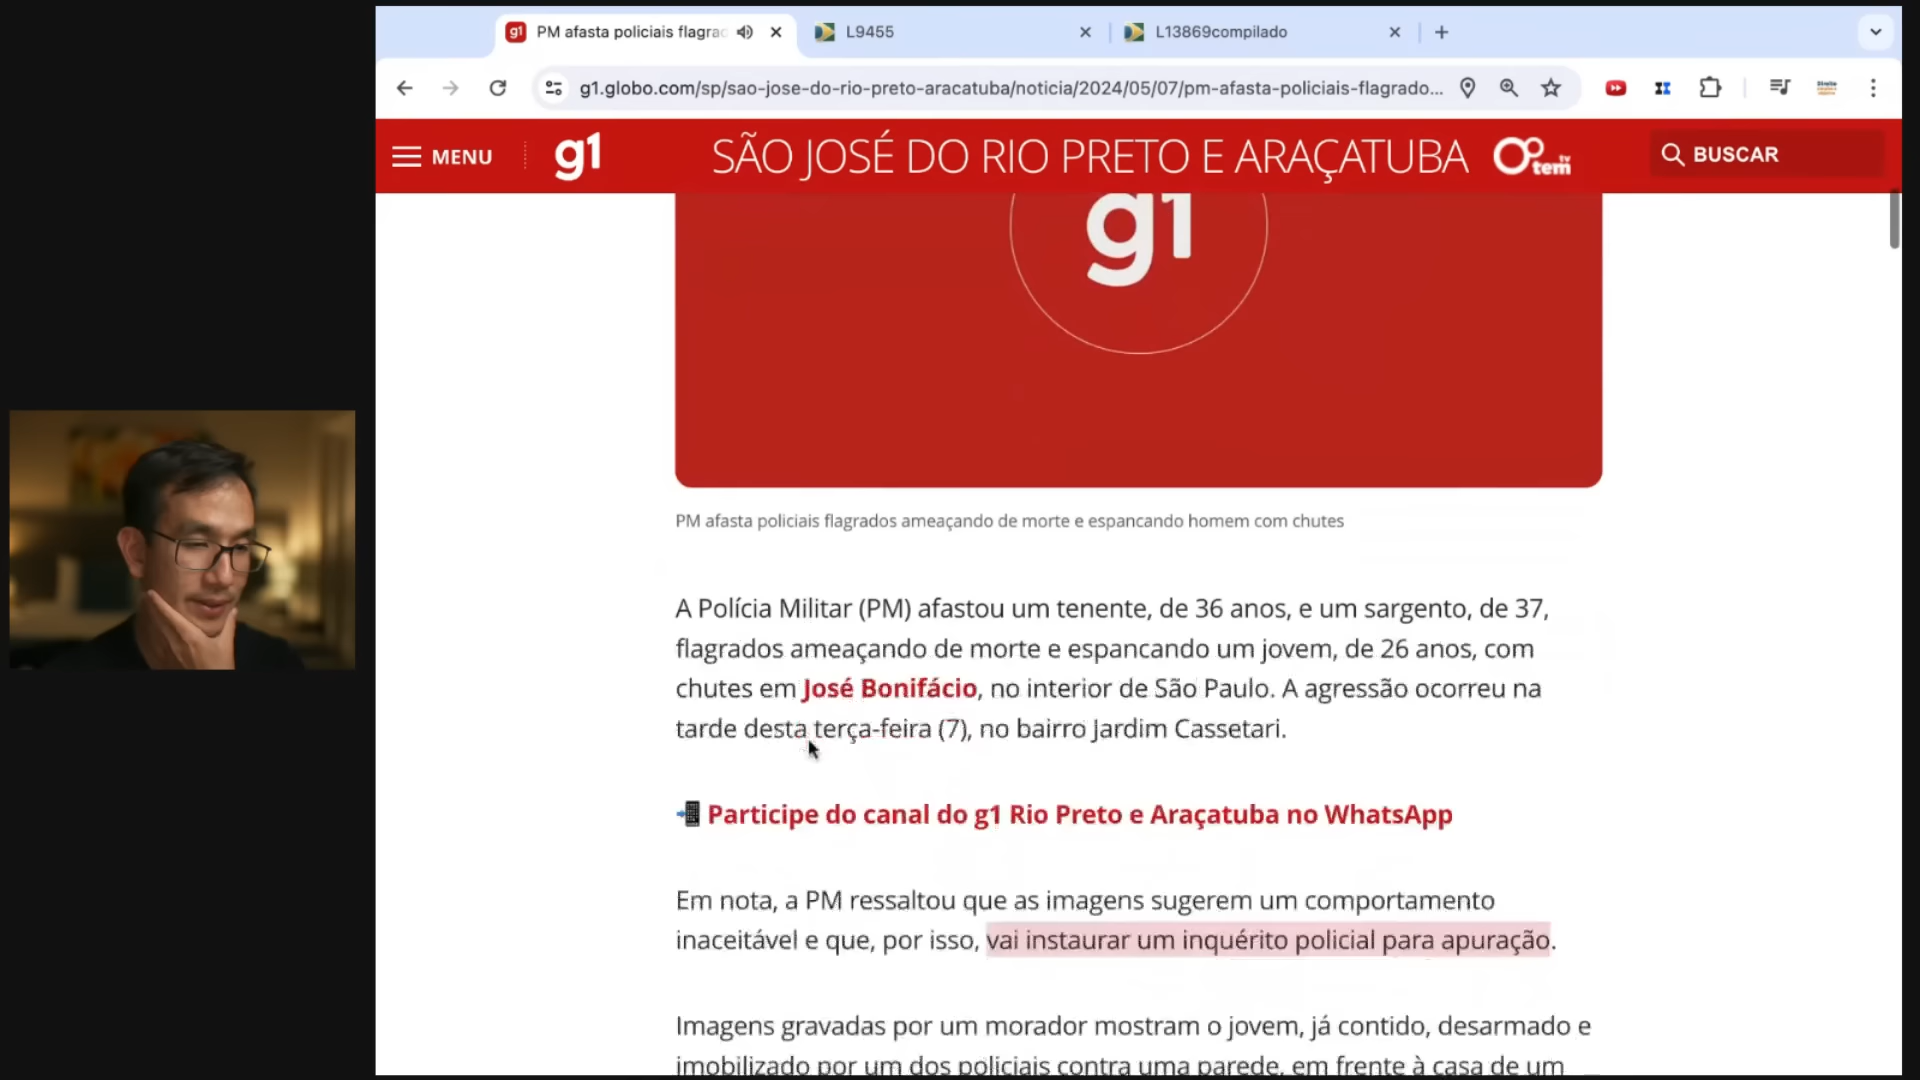 g1 PM afasta policiais flagrad
L9455
L13869compilado
g1.globo.com/sp/sao-jose-do-rio-preto-aracatuba/noticia/2024/05/07/pm-afasta-policiais-flagrado...
MENU
g1
SÃO JOSÉ DO RIO PRETO E ARAÇATUBA
tv tem
BUSCAR
g1
PM afasta policiais flagrados ameaçando de morte e espancando homem com chutes
A Polícia Militar (PM) afastou um tenente, de 36 anos, e um sargento, de 37,
flagrados ameaçando de morte e espancando um jovem, de 26 anos, com
chutes em José Bonifácio, no interior de São Paulo. A agressão ocorreu na
tarde desta terça-feira (7), no bairro Jardim Cassetari.
Participe do canal do g1 Rio Preto e Araçatuba no WhatsApp
Em nota, a PM ressaltou que as imagens sugerem um comportamento
inaceitável e que, por isso, vai instaurar um inquérito policial para apuração.
Imagens gravadas por um morador mostram o jovem, já contido, desarmado e
imobilizado por um dos policiais contra uma parede, em frente à casa de um